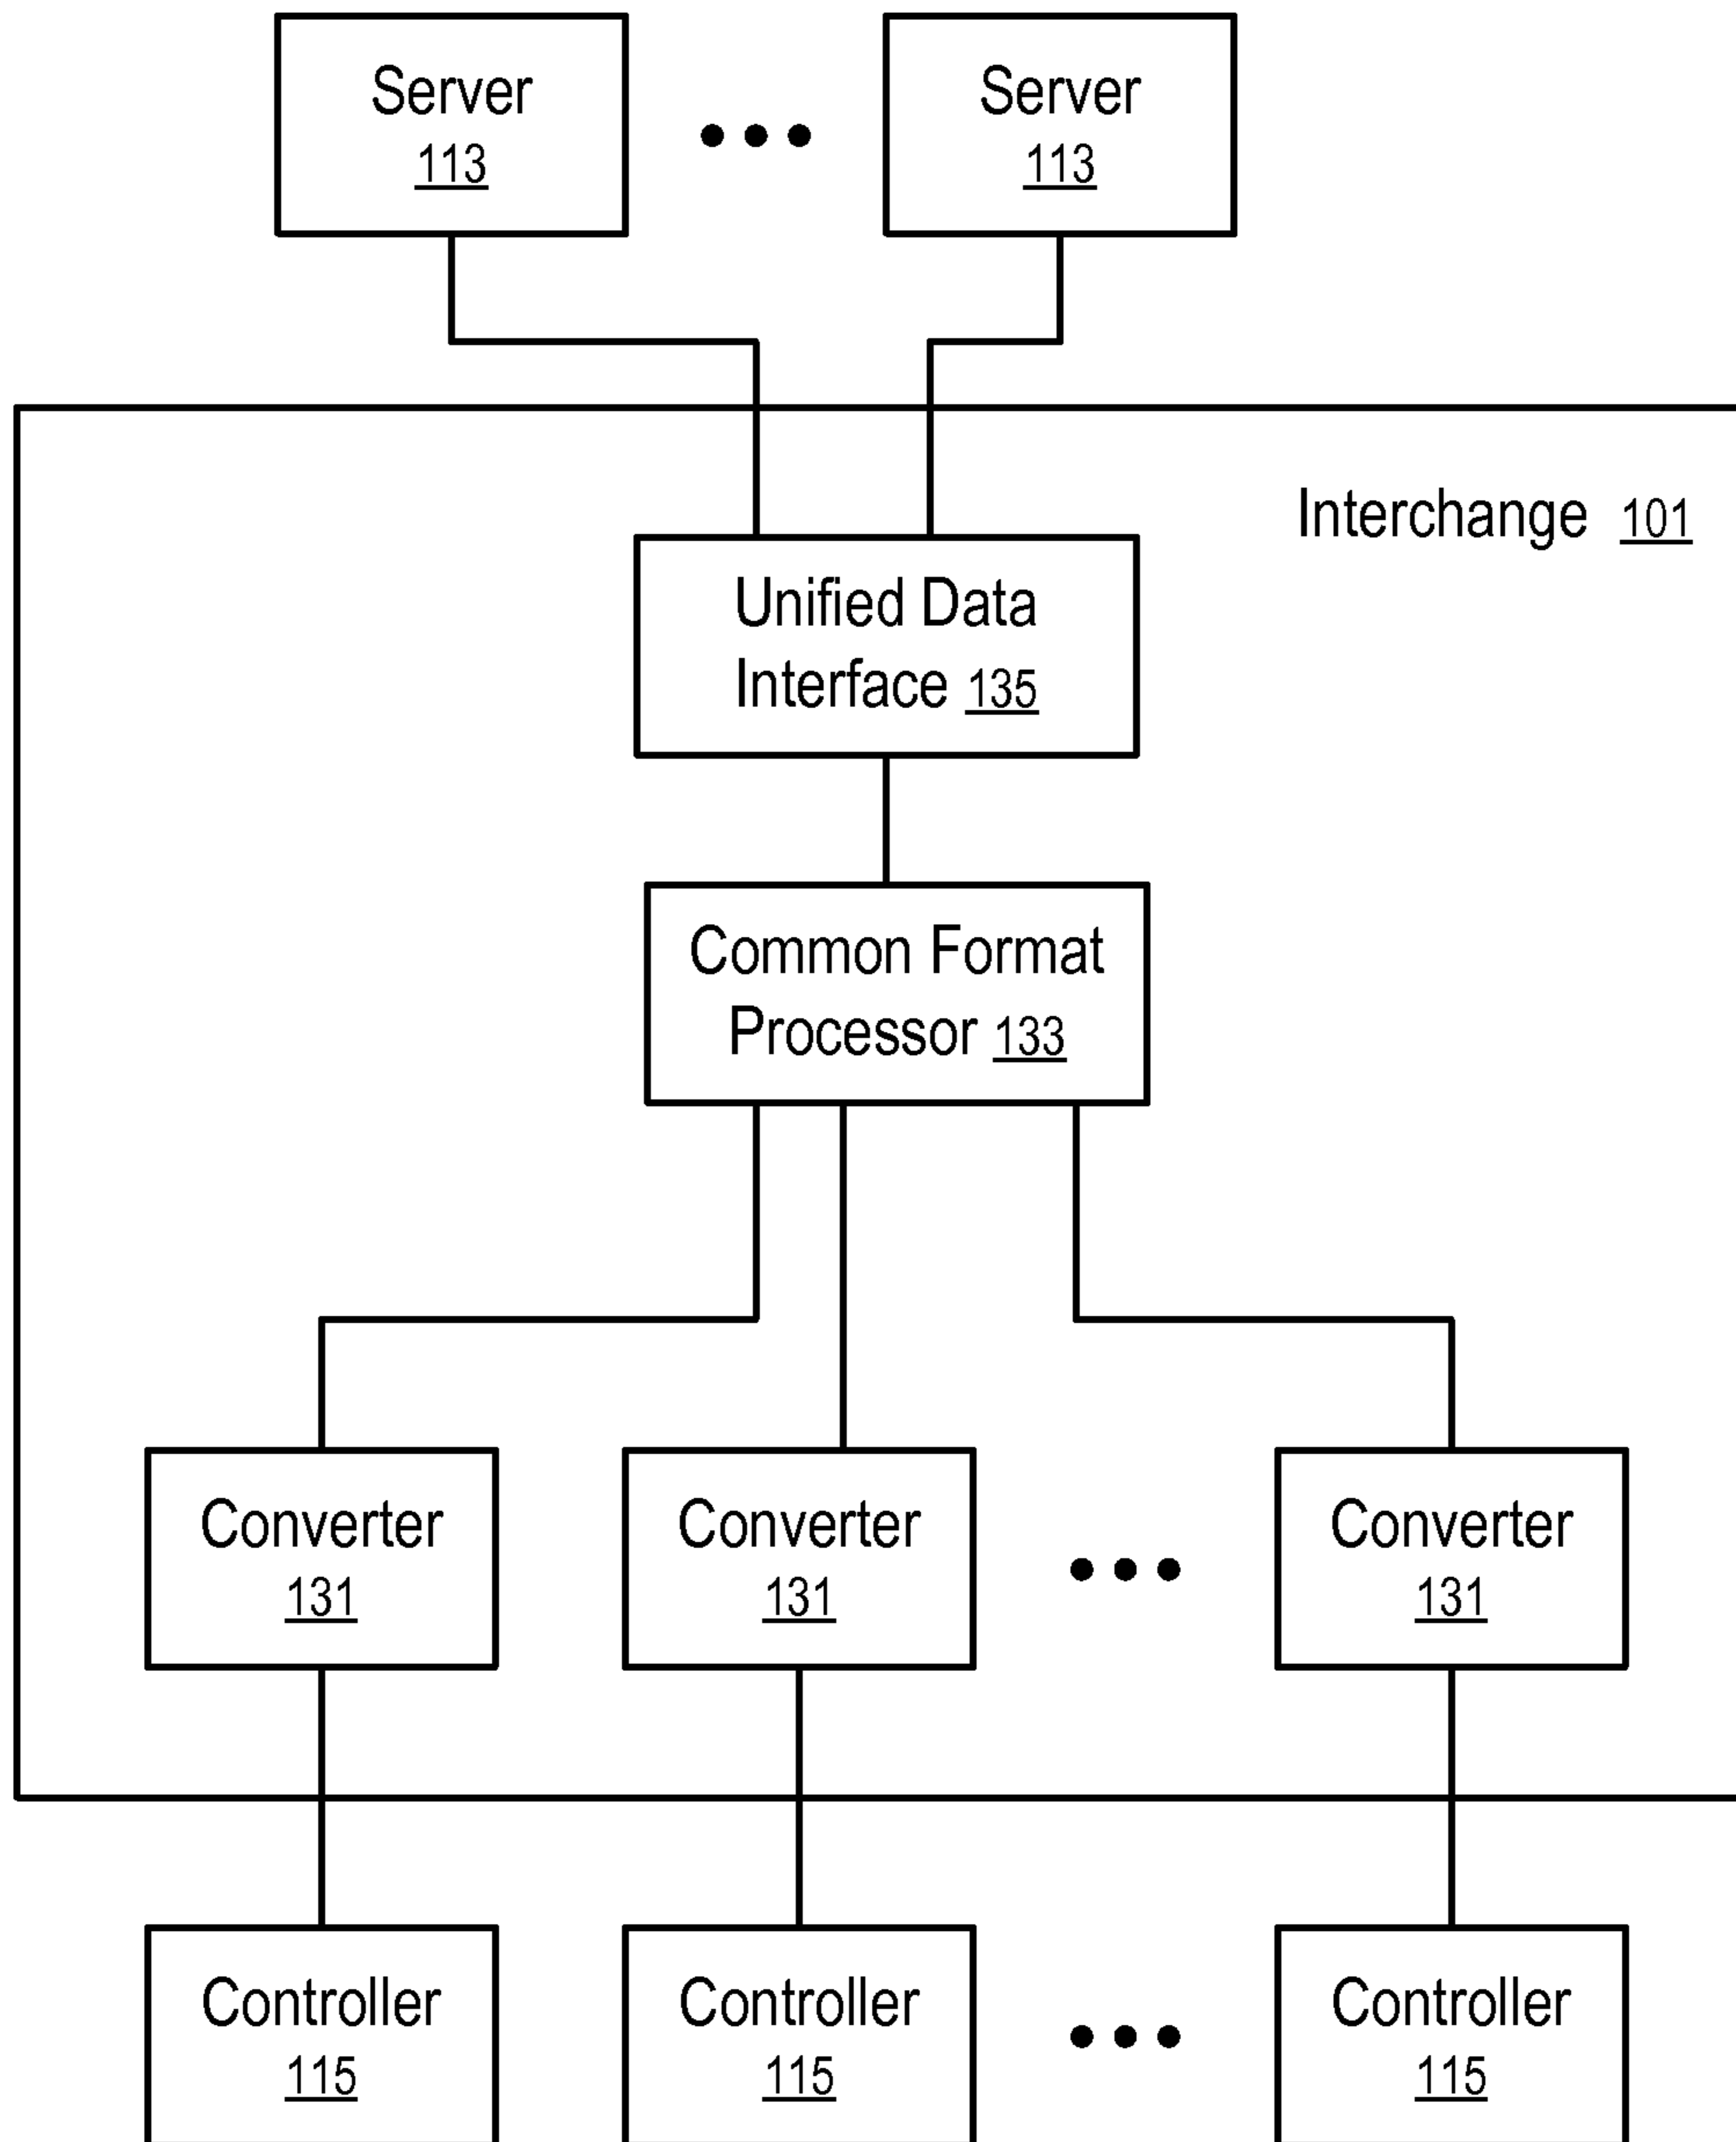 Server
113
Server
113
Interchange 101
Unified Data
Interface 135
Common Format
Processor 133
Converter
131
Converter
131
Converter
131
Controller
115
Controller
115
Controller
115